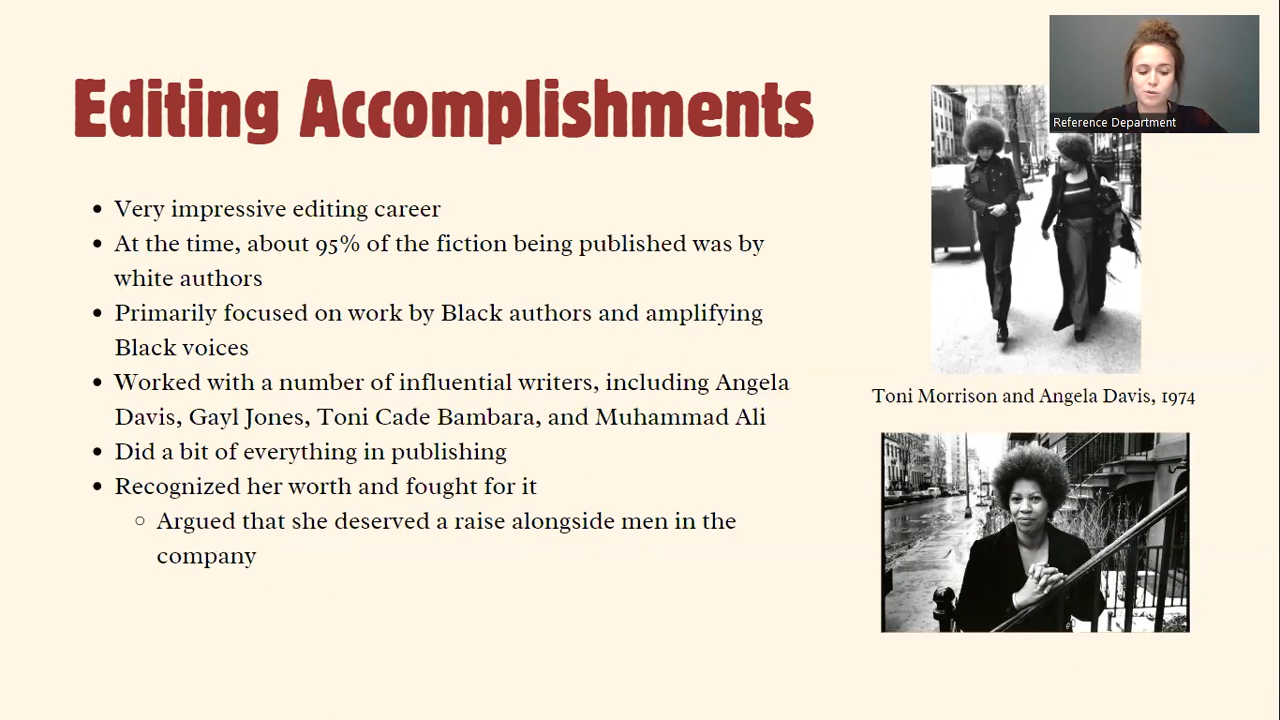 Editing Accomplishments
Reference Department
• Very impressive editing career
• At the time, about 95% of the fiction being published was by
white authors
• Primarily focused on work by Black authors and amplifying
Black voices
• Worked with a number of influential writers, including Angela
Davis, Gayl Jones, Toni Cade Bambara, and Muhammad Ali
• Did a bit of everything in publishing
• Recognized her worth and fought for it
○ Argued that she deserved a raise alongside men in the
company
Toni Morrison and Angela Davis, 1974